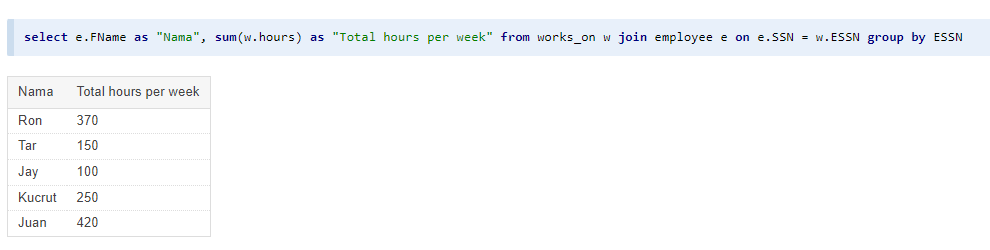 select e.FName as "Nama", sum(w.hours) as "Total hours per week" from works_on w join employee e on e.SSN = w.ESSN group by ESSN
Nama Total hours per week
Ron 370
Tar 150
Jay 100
Kucrut 250
Juan 420